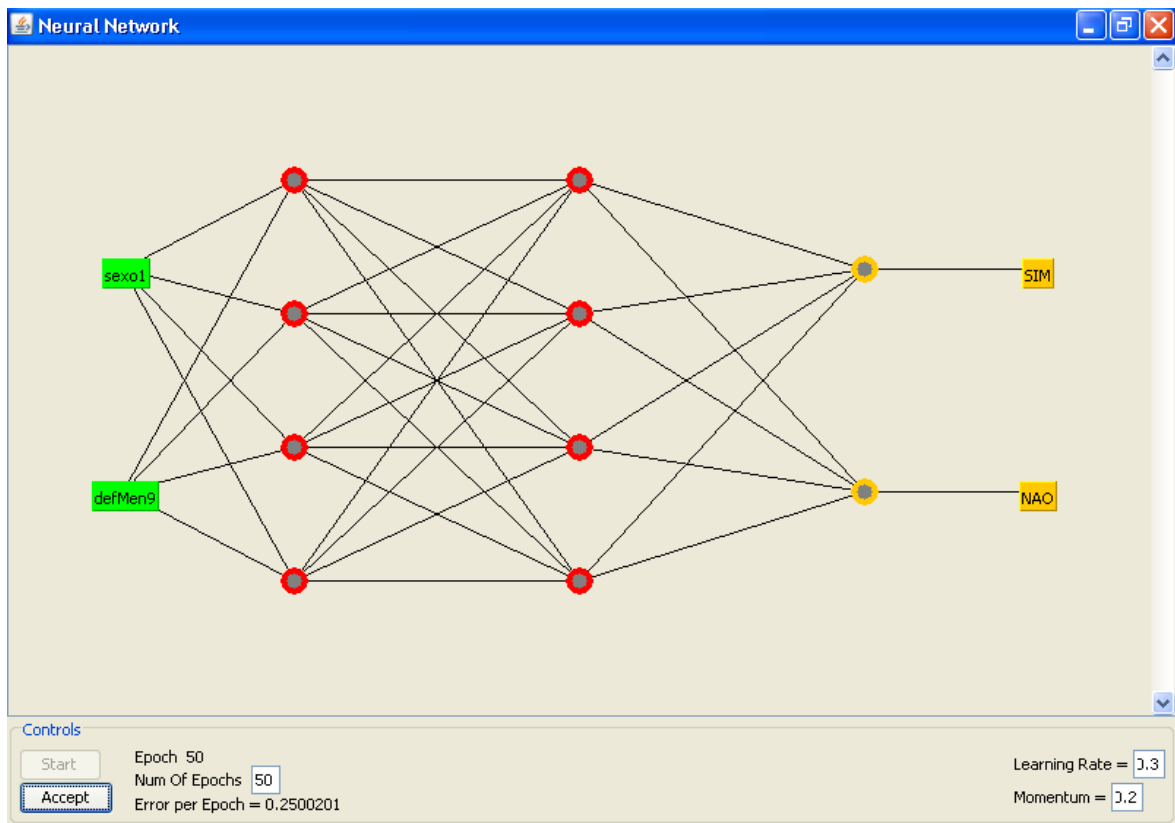 Neural Network
sexo1
SIM
defMen9
NAO
Controls
Start
Epoch 50
Num Of Epochs 50
Accept
Error per Epoch = 0.2500201
Learning Rate = 0.3
Momentum = 0.2